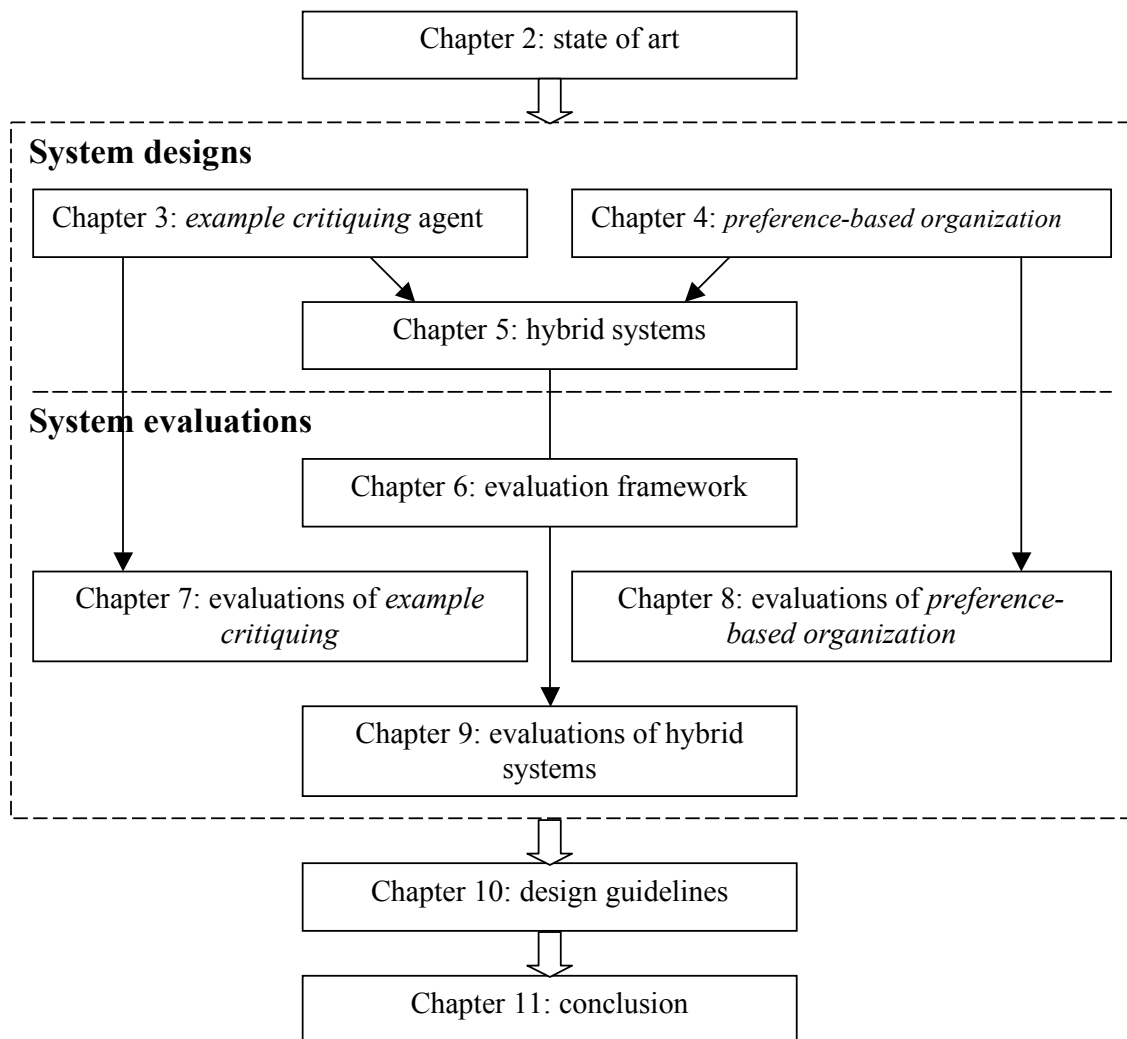 Chapter 2: state of art
System designs
Chapter 3: example critiquing agent
Chapter 4: preference-based organization
Chapter 5: hybrid systems
System evaluations
Chapter 6: evaluation framework
Chapter 7: evaluations of example
critiquing
Chapter 8: evaluations of preference-
based organization
Chapter 9: evaluations of hybrid
systems
Chapter 10: design guidelines
Chapter 11: conclusion